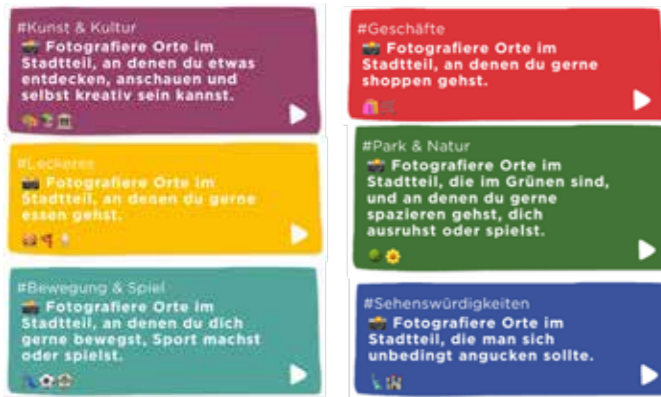 #Kunst & Kultur
Fotografiere Orte im
Stadtteil, an denen du etwas
entdecken, anschauen und
selbst kreativ sein kannst.
#Geschäfte
Fotografiere Orte im
Stadtteil, an denen du gerne
shoppen gehst.
#Leckeres
Fotografiere Orte im
Stadtteil, an denen du gerne
essen gehst.
#Park & Natur
Fotografiere Orte im
Stadtteil, die im Grünen sind,
und an denen du gerne
spazieren gehst, dich
ausruhst oder spielst.
#Bewegung & Spiel
Fotografiere Orte im
Stadtteil, an denen du dich
gerne bewegst, Sport machst
oder spielst.
#Sehenswürdigkeiten
Fotografiere Orte im
Stadtteil, die man sich
unbedingt angucken sollte.